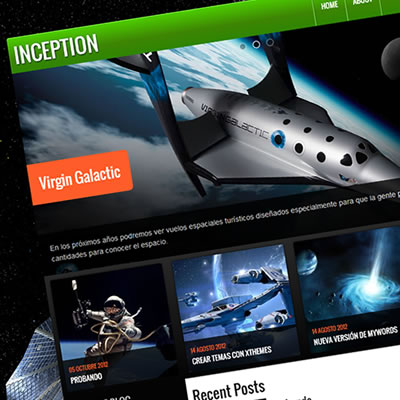 HOME ABOUT
INCEPTION
VIRGIN GALACTIC
Virgin Galactic
En los próximos años podremos ver vuelos espaciales turísticos diseñados especialmente para que la gente
cantidades para conocer el espacio.
05 OCTUBRE 2012
PROBANDO
14 AGOSTO 2012
CREAR TEMAS CON XTHEMES
14 AGOSTO 2012
NUEVA VERSIÓN DE MYWORDS
Recent Posts